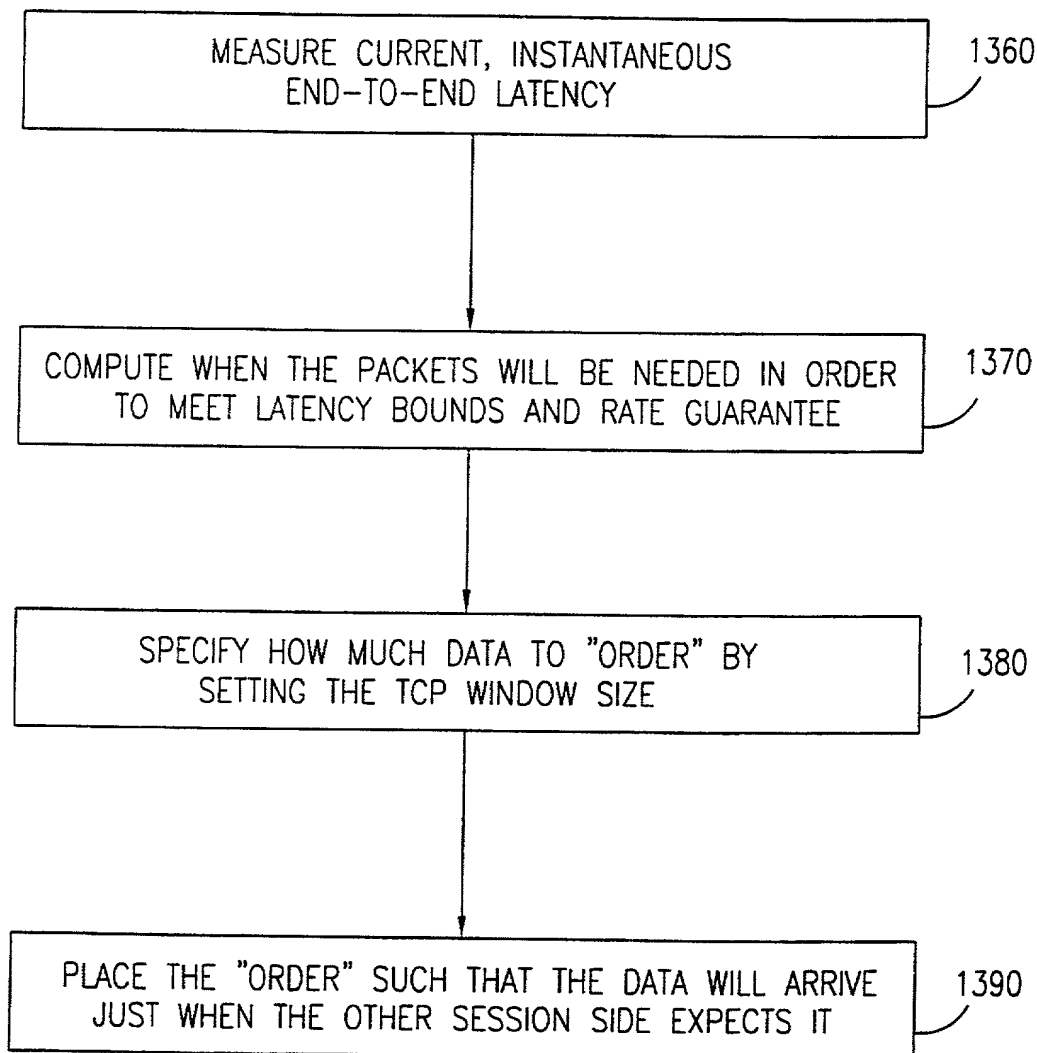 MEASURE CURRENT, INSTANTANEOUS
END-TO-END LATENCY
1360
COMPUTE WHEN THE PACKETS WILL BE NEEDED IN ORDER
TO MEET LATENCY BOUNDS AND RATE GUARANTEE
1370
SPECIFY HOW MUCH DATA TO "ORDER" BY
SETTING THE TCP WINDOW SIZE
1380
PLACE THE "ORDER" SUCH THAT THE DATA WILL ARRIVE
JUST WHEN THE OTHER SESSION SIDE EXPECTS IT
1390